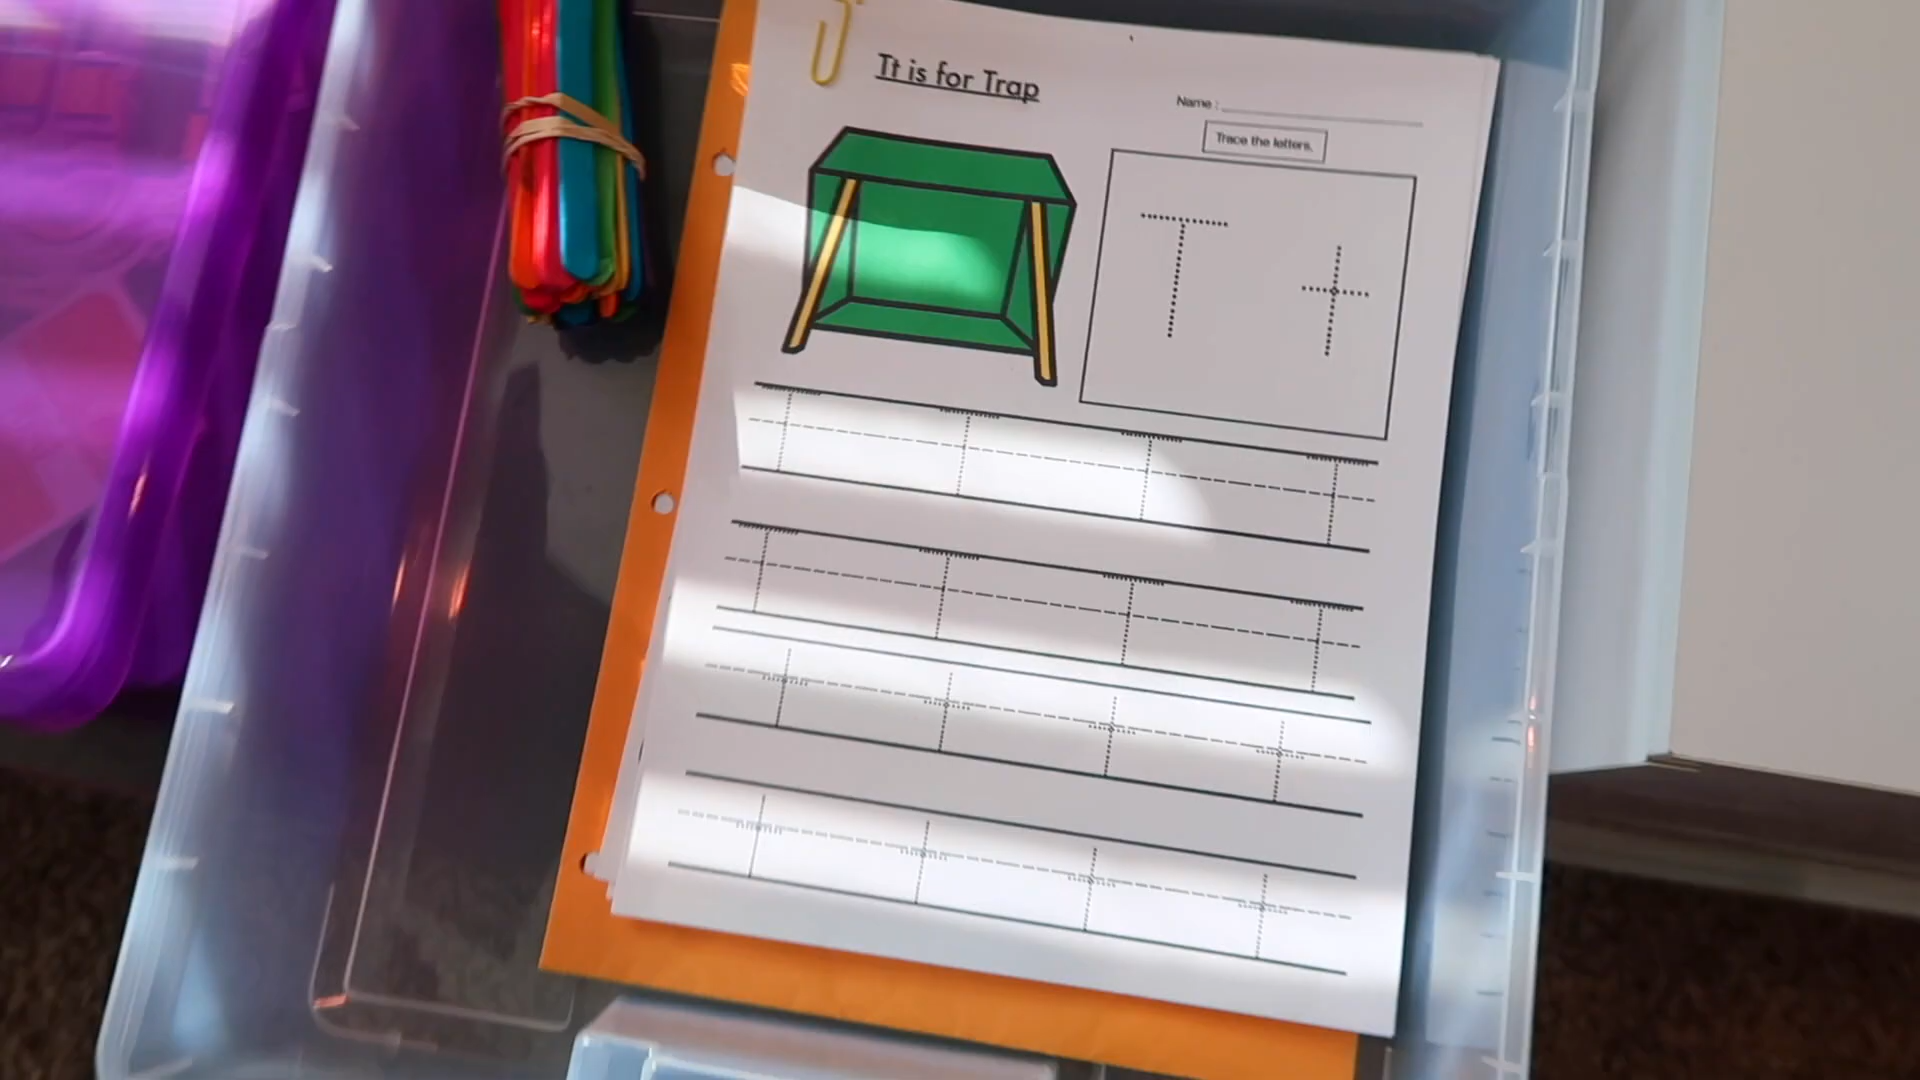 Tt is for Trap
Name :
Trace the letters.
T t
T T T T
T T T T
t t t t
t t t t